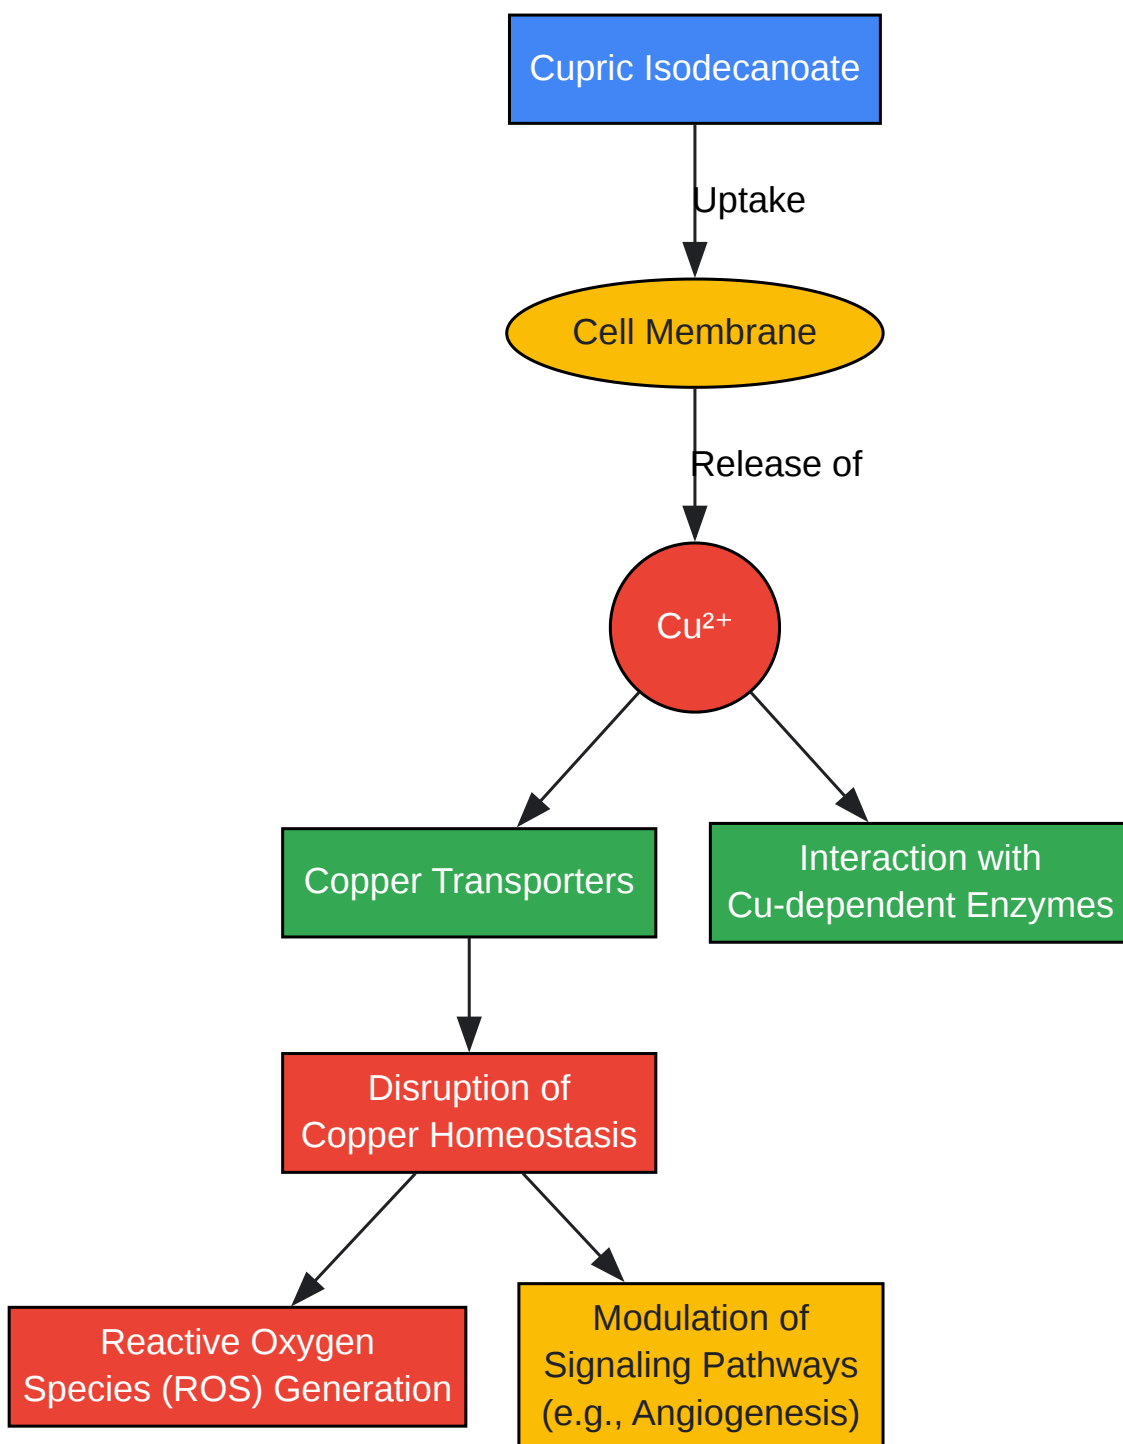 Cupric Isodecanoate
Uptake
Cell Membrane
Release of
Cu²⁺
Copper Transporters
Interaction with
Cu-dependent Enzymes
Disruption of
Copper Homeostasis
Reactive Oxygen
Species (ROS) Generation
Modulation of
Signaling Pathways
(e.g., Angiogenesis)